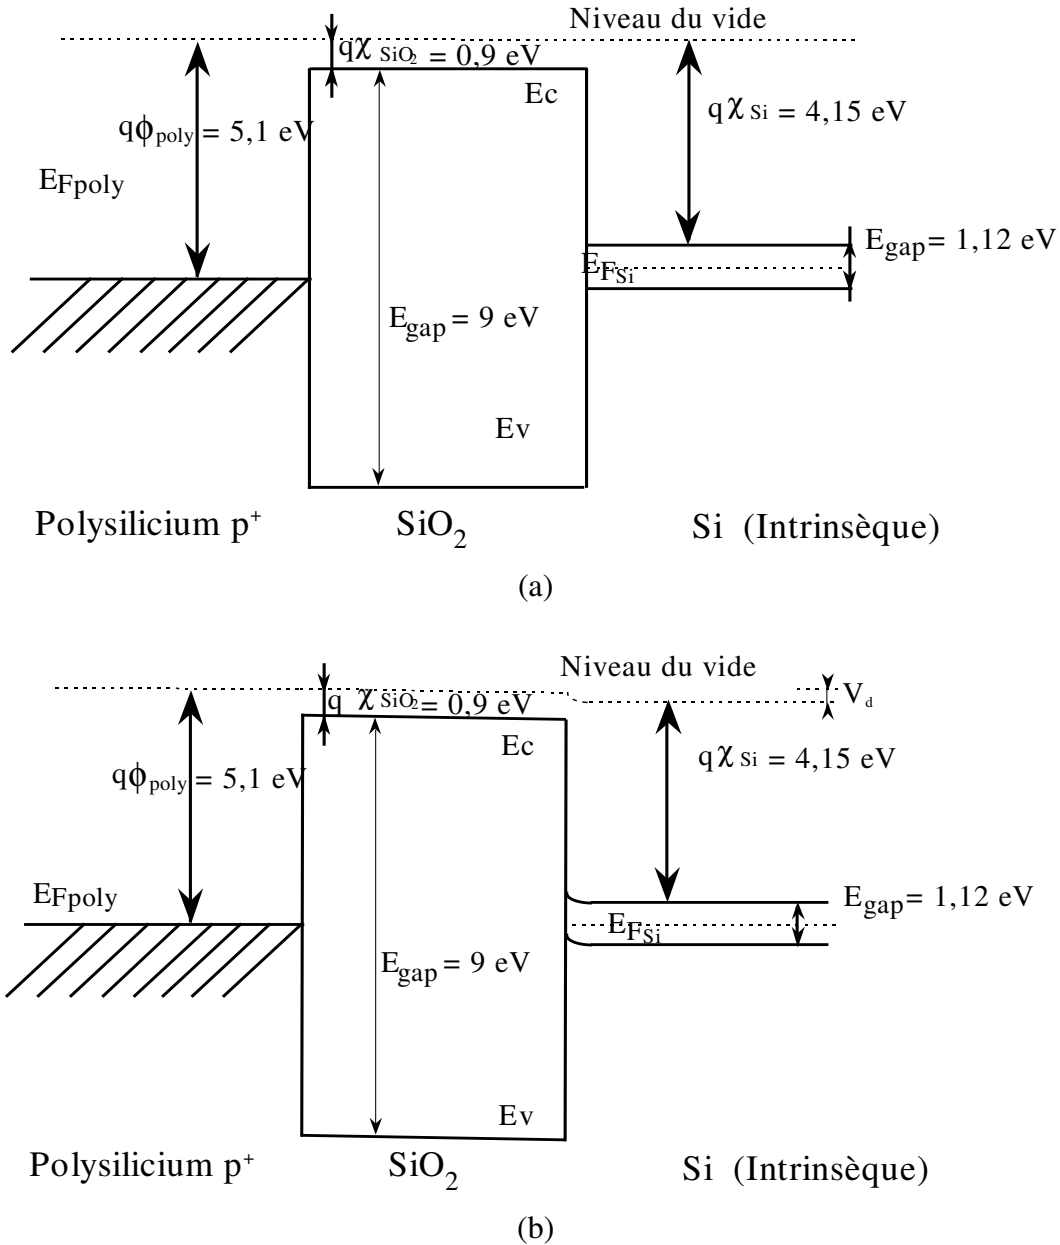 Niveau du vide
qχ SiO₂ = 0,9 eV
Ec
qχ Si = 4,15 eV
qϕpoly = 5,1 eV
EFpoly
Egap = 1,12 eV
EFSi
Egap = 9 eV
Ev
Polysilicium p⁺
SiO₂
Si (Intrinsèque)
(a)
Niveau du vide
Vd
q χ SiO₂ = 0,9 eV
Ec
qχ Si = 4,15 eV
qϕpoly = 5,1 eV
EFpoly
Egap = 1,12 eV
EFSi
Egap = 9 eV
Ev
Polysilicium p⁺
SiO₂
Si (Intrinsèque)
(b)